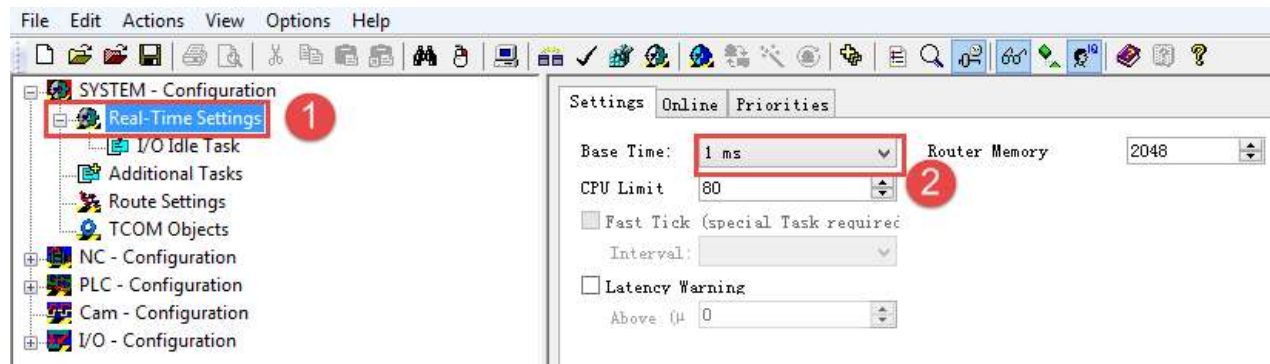 File Edit Actions View Options Help
SYSTEM - Configuration
Real-Time Settings
1
I/O Idle Task
Additional Tasks
Route Settings
TCOM Objects
NC - Configuration
PLC - Configuration
Cam - Configuration
I/O - Configuration
Settings Online Priorities
Base Time: 1 ms Router Memory 2048
CPU Limit 80 2
Fast Tick (special Task required
Interval:
Latency Warning
Above (μ 0